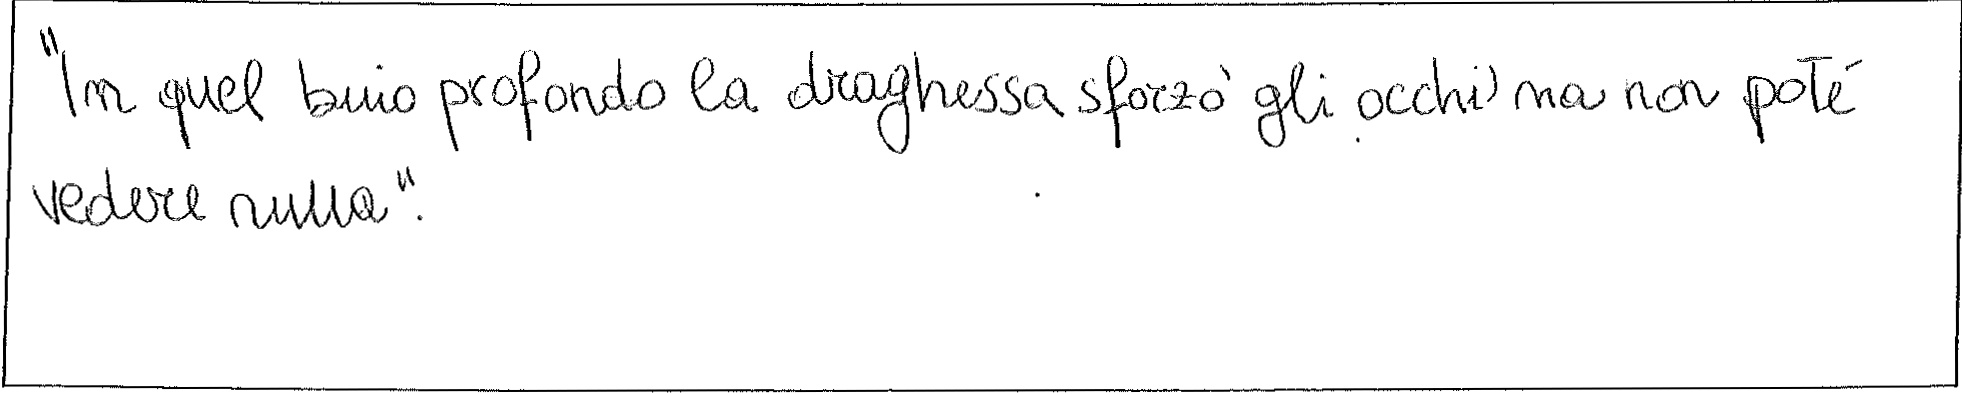 "In quel buio profondo la draghessa sforzò gli occhi ma non poté
vedere nulla".